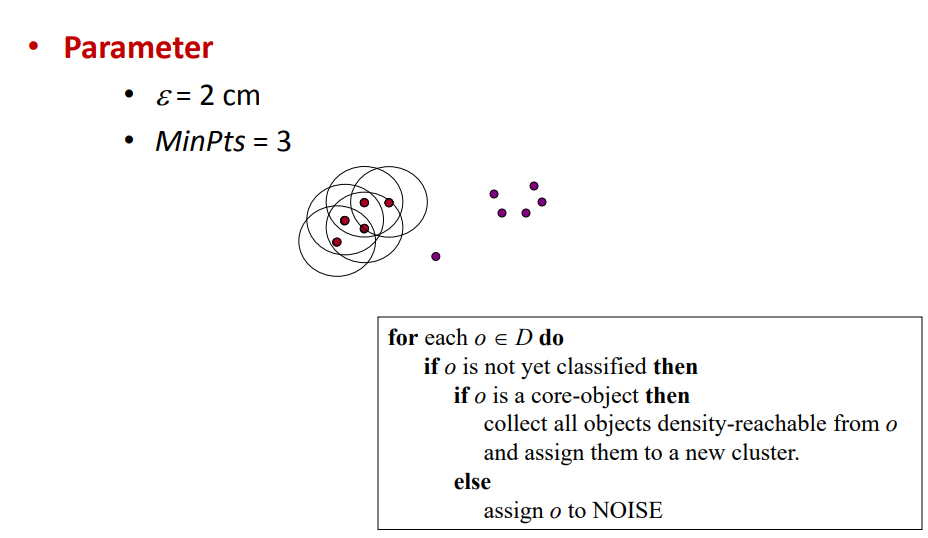 • Parameter
• ε = 2 cm
• MinPts = 3
for each o ∈ D do
if o is not yet classified then
if o is a core-object then
collect all objects density-reachable from o
and assign them to a new cluster.
else
assign o to NOISE